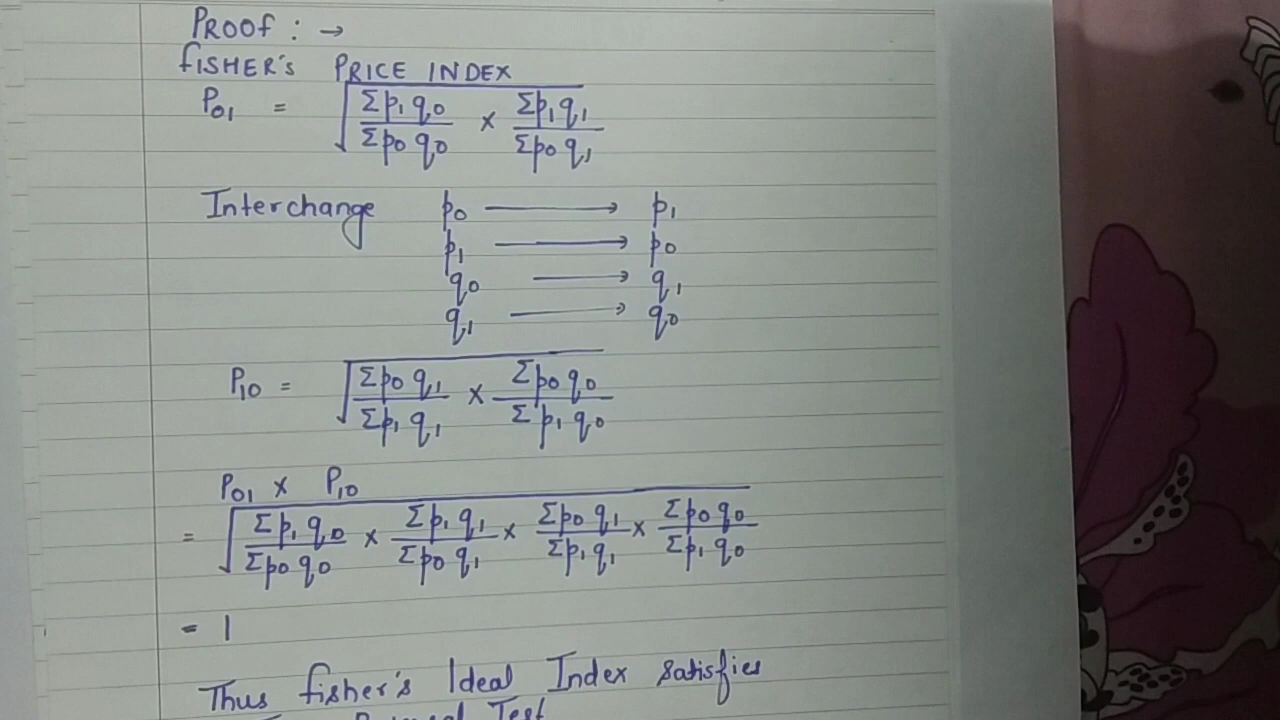 PROOF : →
FISHER'S PRICE INDEX
P01 = √(Σp1q0/Σp0q0 × Σp1q1/Σp0q1)
Interchange p0 → p1
p1 → p0
q0 → q1
q1 → q0
P10 = √(Σp0q1/Σp1q1 × Σp0q0/Σp1q0)
P01 × P10
= √(Σp1q0/Σp0q0 × Σp1q1/Σp0q1 × Σp0q1/Σp1q1 × Σp0q0/Σp1q0)
= 1
Thus fisher's Ideal Index satisfies
Test